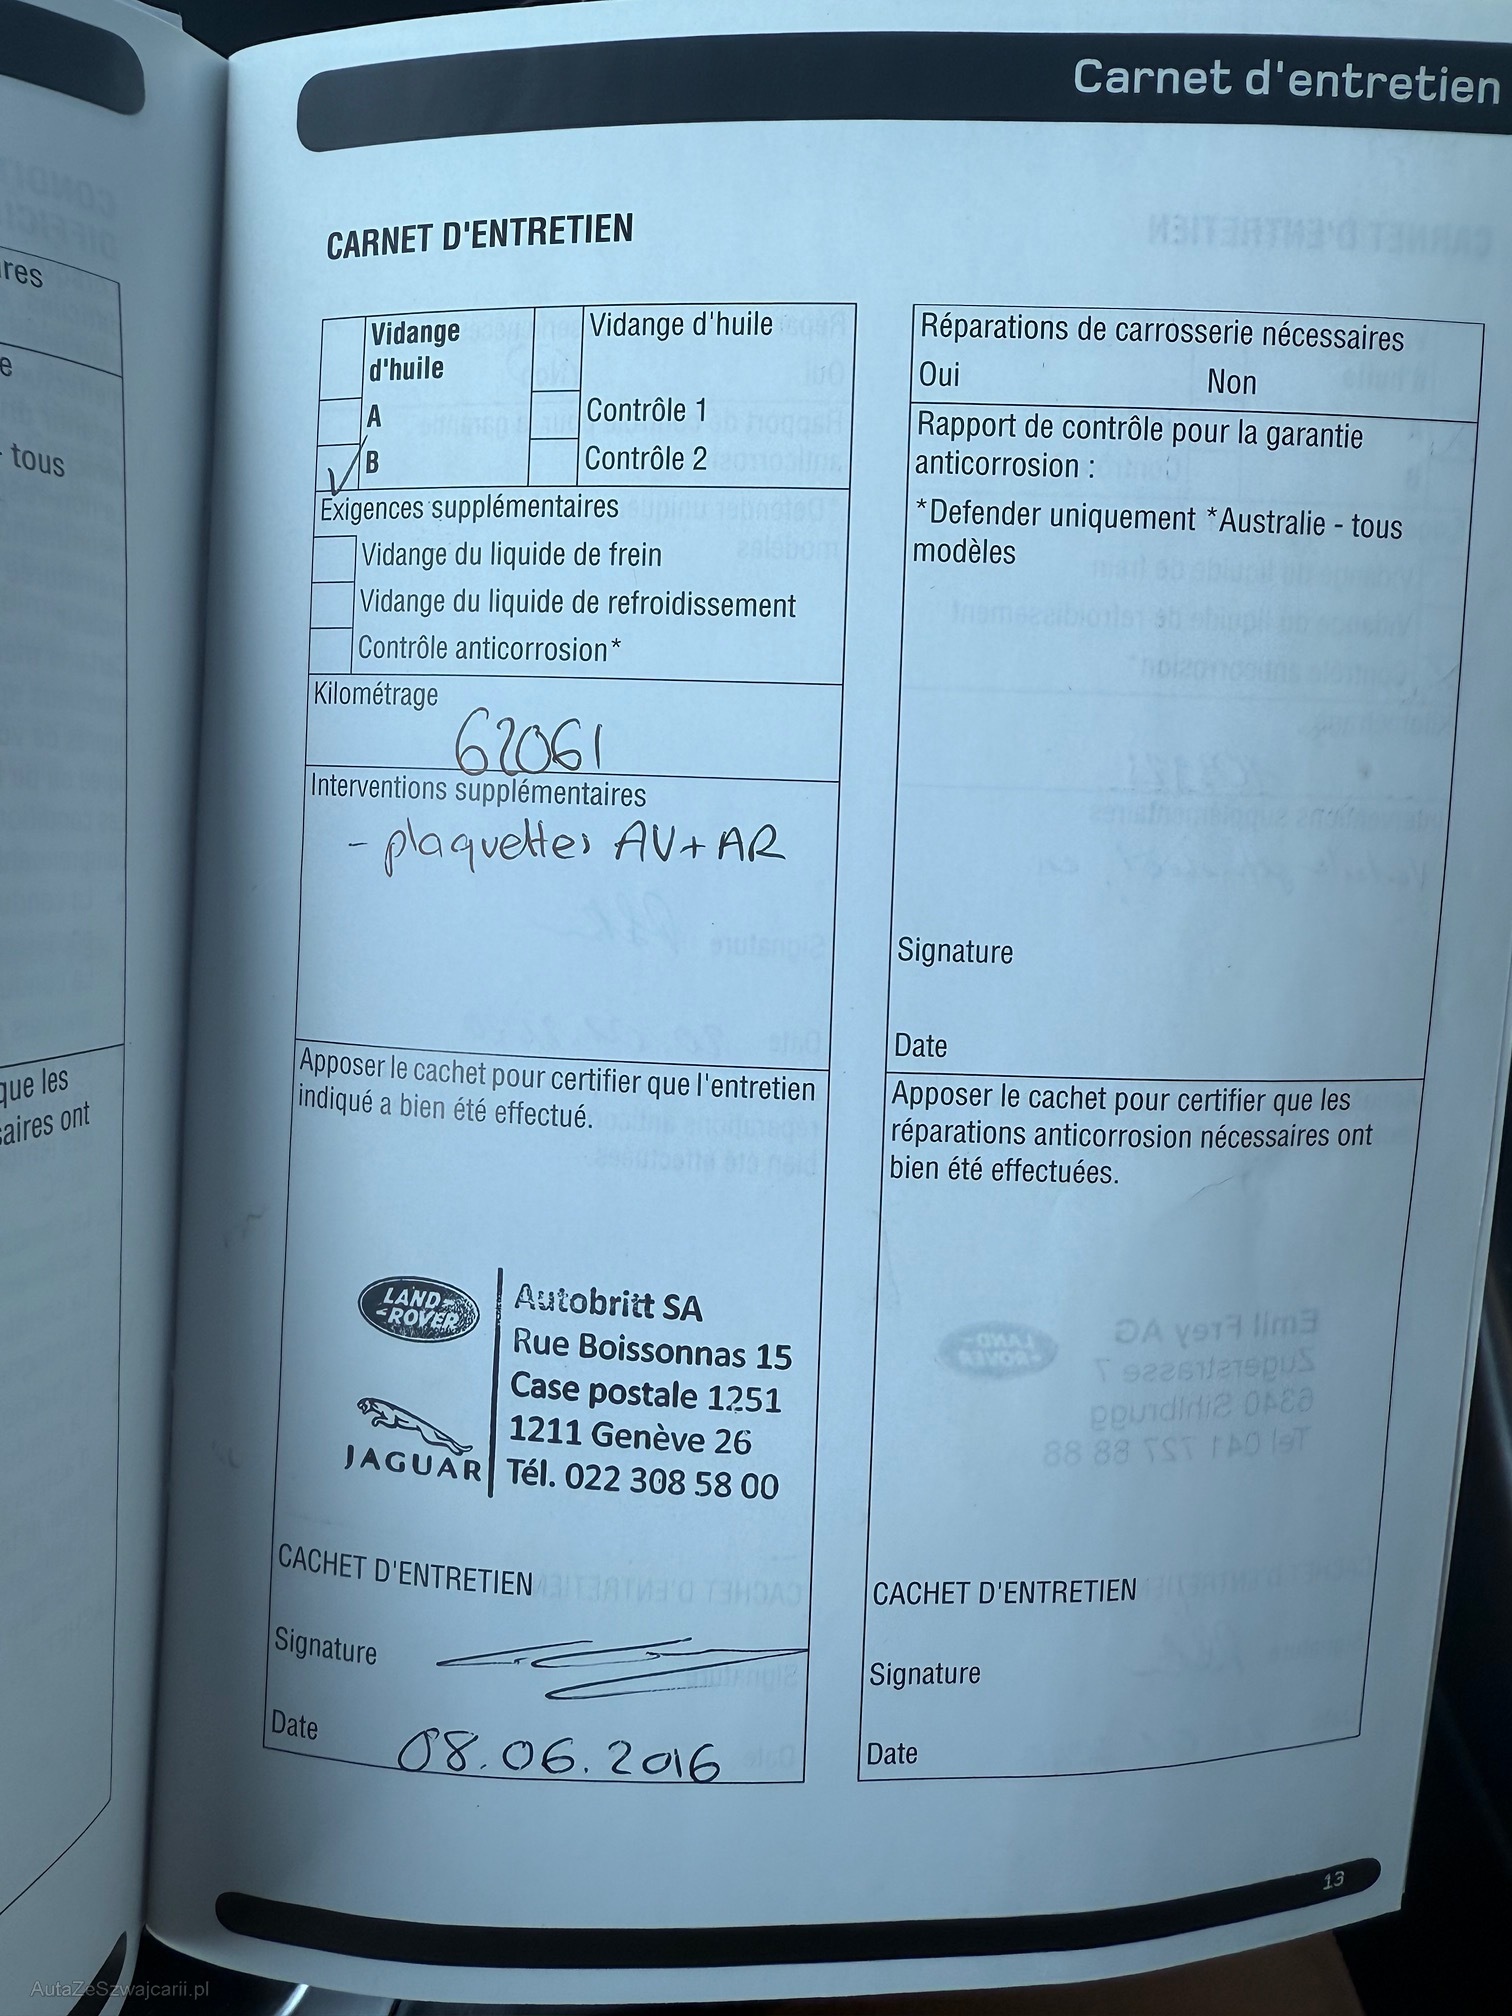 Carnet d'entretien
CARNET D'ENTRETIEN
Vidange
d'huile
A
B
Vidange d'huile
Contrôle 1
Contrôle 2
Exigences supplémentaires
Vidange du liquide de frein
Vidange du liquide de refroidissement
Contrôle anticorrosion*
Kilométrage
62061
Interventions supplémentaires
- plaquettes AV+AR
Apposer le cachet pour certifier que l'entretien
indiqué a bien été effectué.
LAND-
-ROVER
JAGUAR
Autobritt SA
Rue Boissonnas 15
Case postale 1251
1211 Genève 26
Tél. 022 308 58 00
CACHET D'ENTRETIEN
Signature
Date
08.06.2016
Réparations de carrosserie nécessaires
Oui Non
Rapport de contrôle pour la garantie
anticorrosion :
*Defender uniquement *Australie - tous
modèles
Signature
Date
Apposer le cachet pour certifier que les
réparations anticorrosion nécessaires ont
bien été effectuées.
CACHET D'ENTRETIEN
Signature
Date
13
tous
que les
ont
AutaZeSzwajcarii.pl